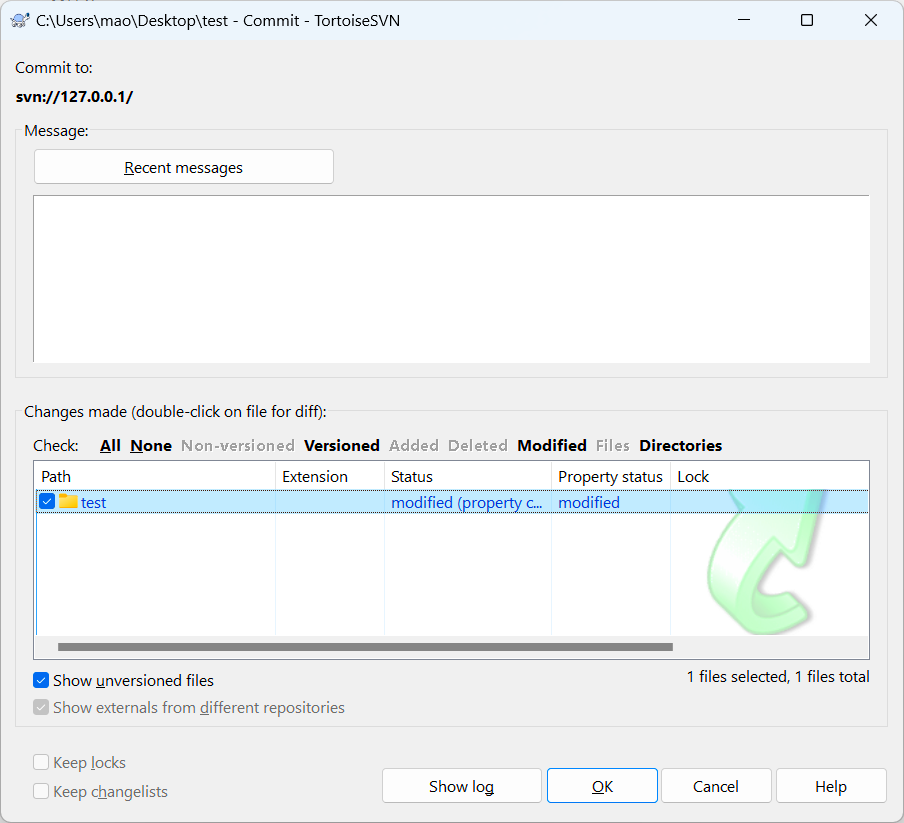 C:\Users\mao\Desktop\test - Commit - TortoiseSVN
Commit to:
svn://127.0.0.1/
Message:
Recent messages
Changes made (double-click on file for diff):
Check: All None Non-versioned Versioned Added Deleted Modified Files Directories
Path Extension Status Property status Lock
test modified (property c... modified
Show unversioned files
1 files selected, 1 files total
Show externals from different repositories
Keep locks
Keep changelists
Show log OK Cancel Help